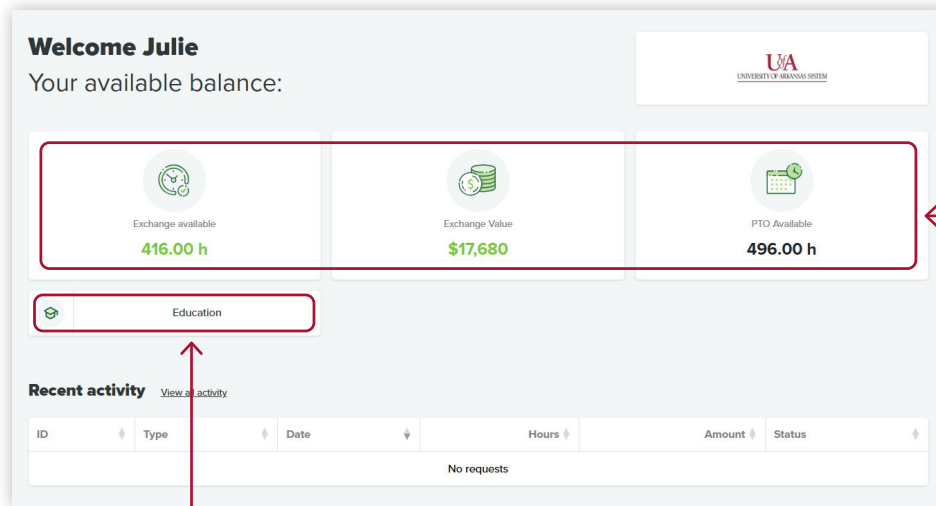 Welcome Julie
Your available balance:
UofA
UNIVERSITY OF ARKANSAS SYSTEM
Exchange available
416.00 h
Exchange Value
$17,680
PTO Available
496.00 h
Education
Recent activity View all activity
ID Type Date Hours Amount Status
No requests